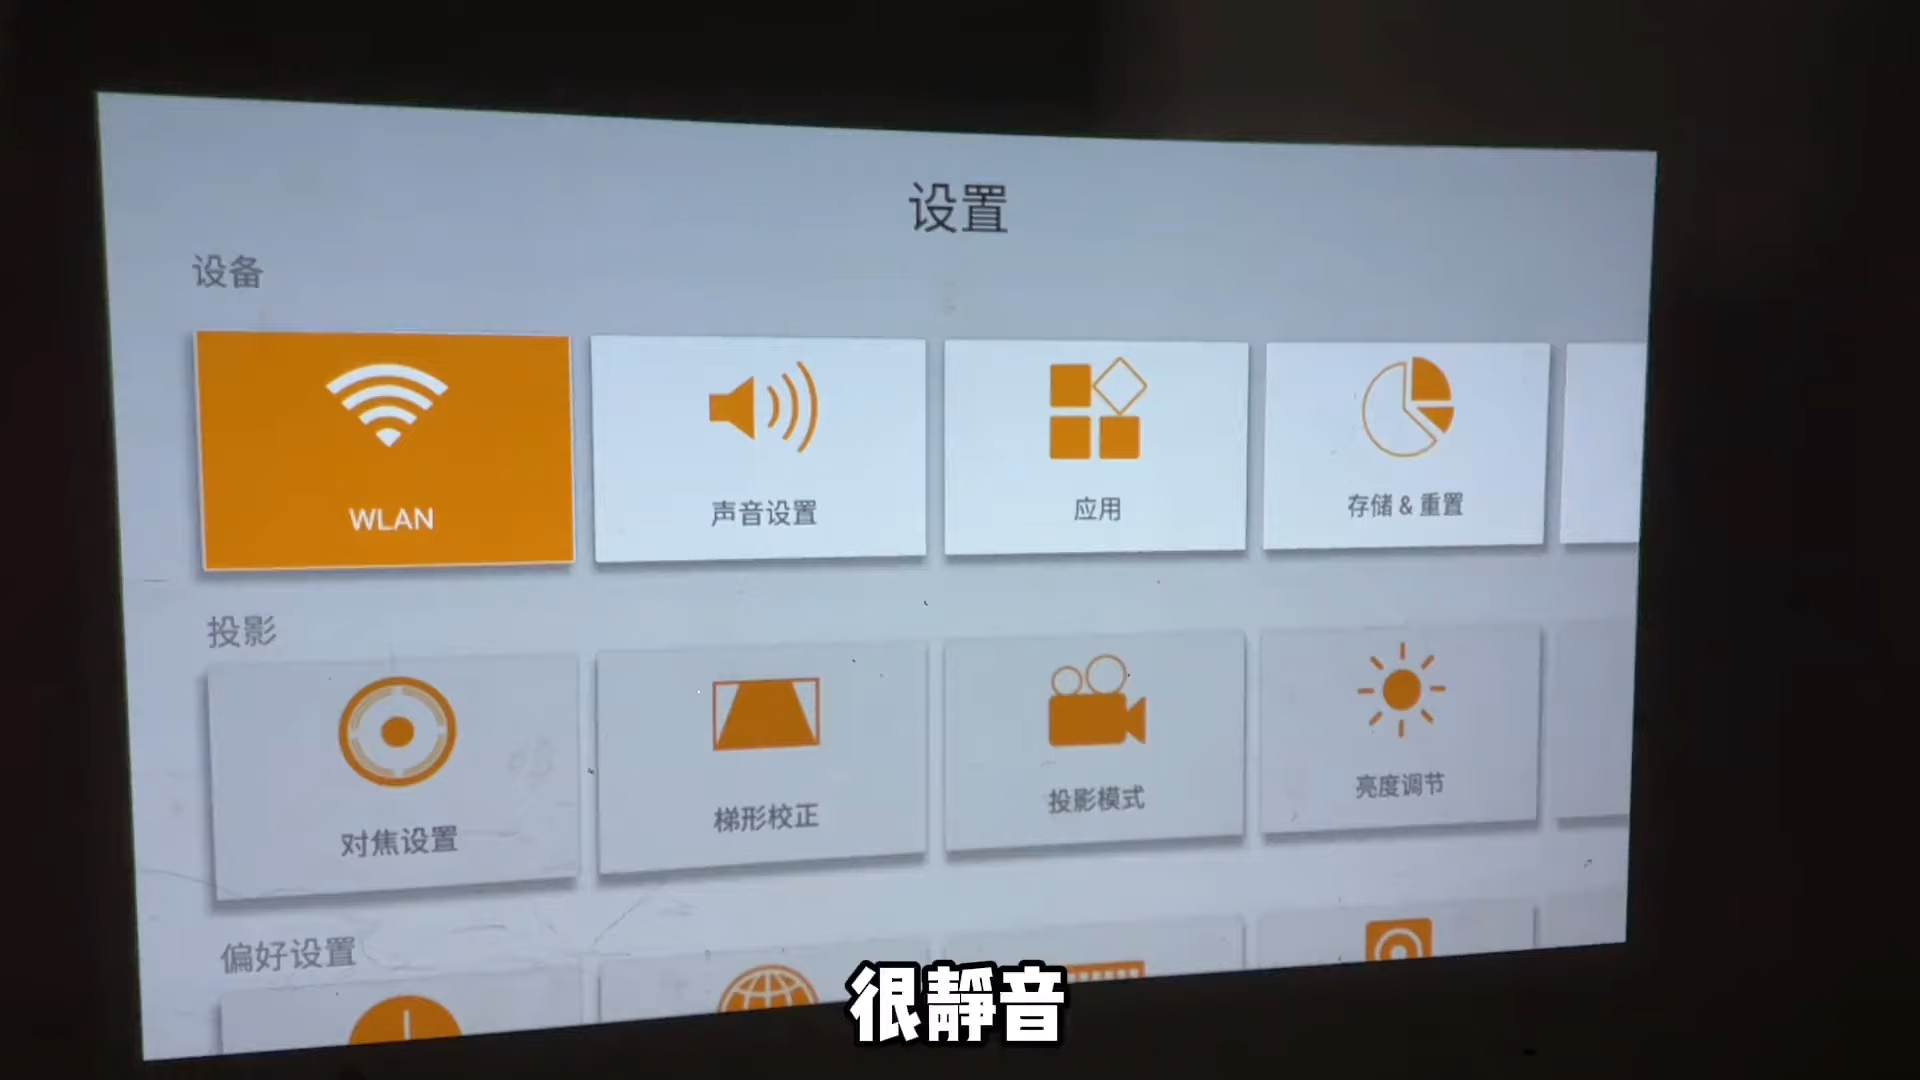 设置
设备
WLAN
声音设置
应用
存储 & 重置
投影
对焦设置
梯形校正
投影模式
亮度调节
偏好设置
很靜音